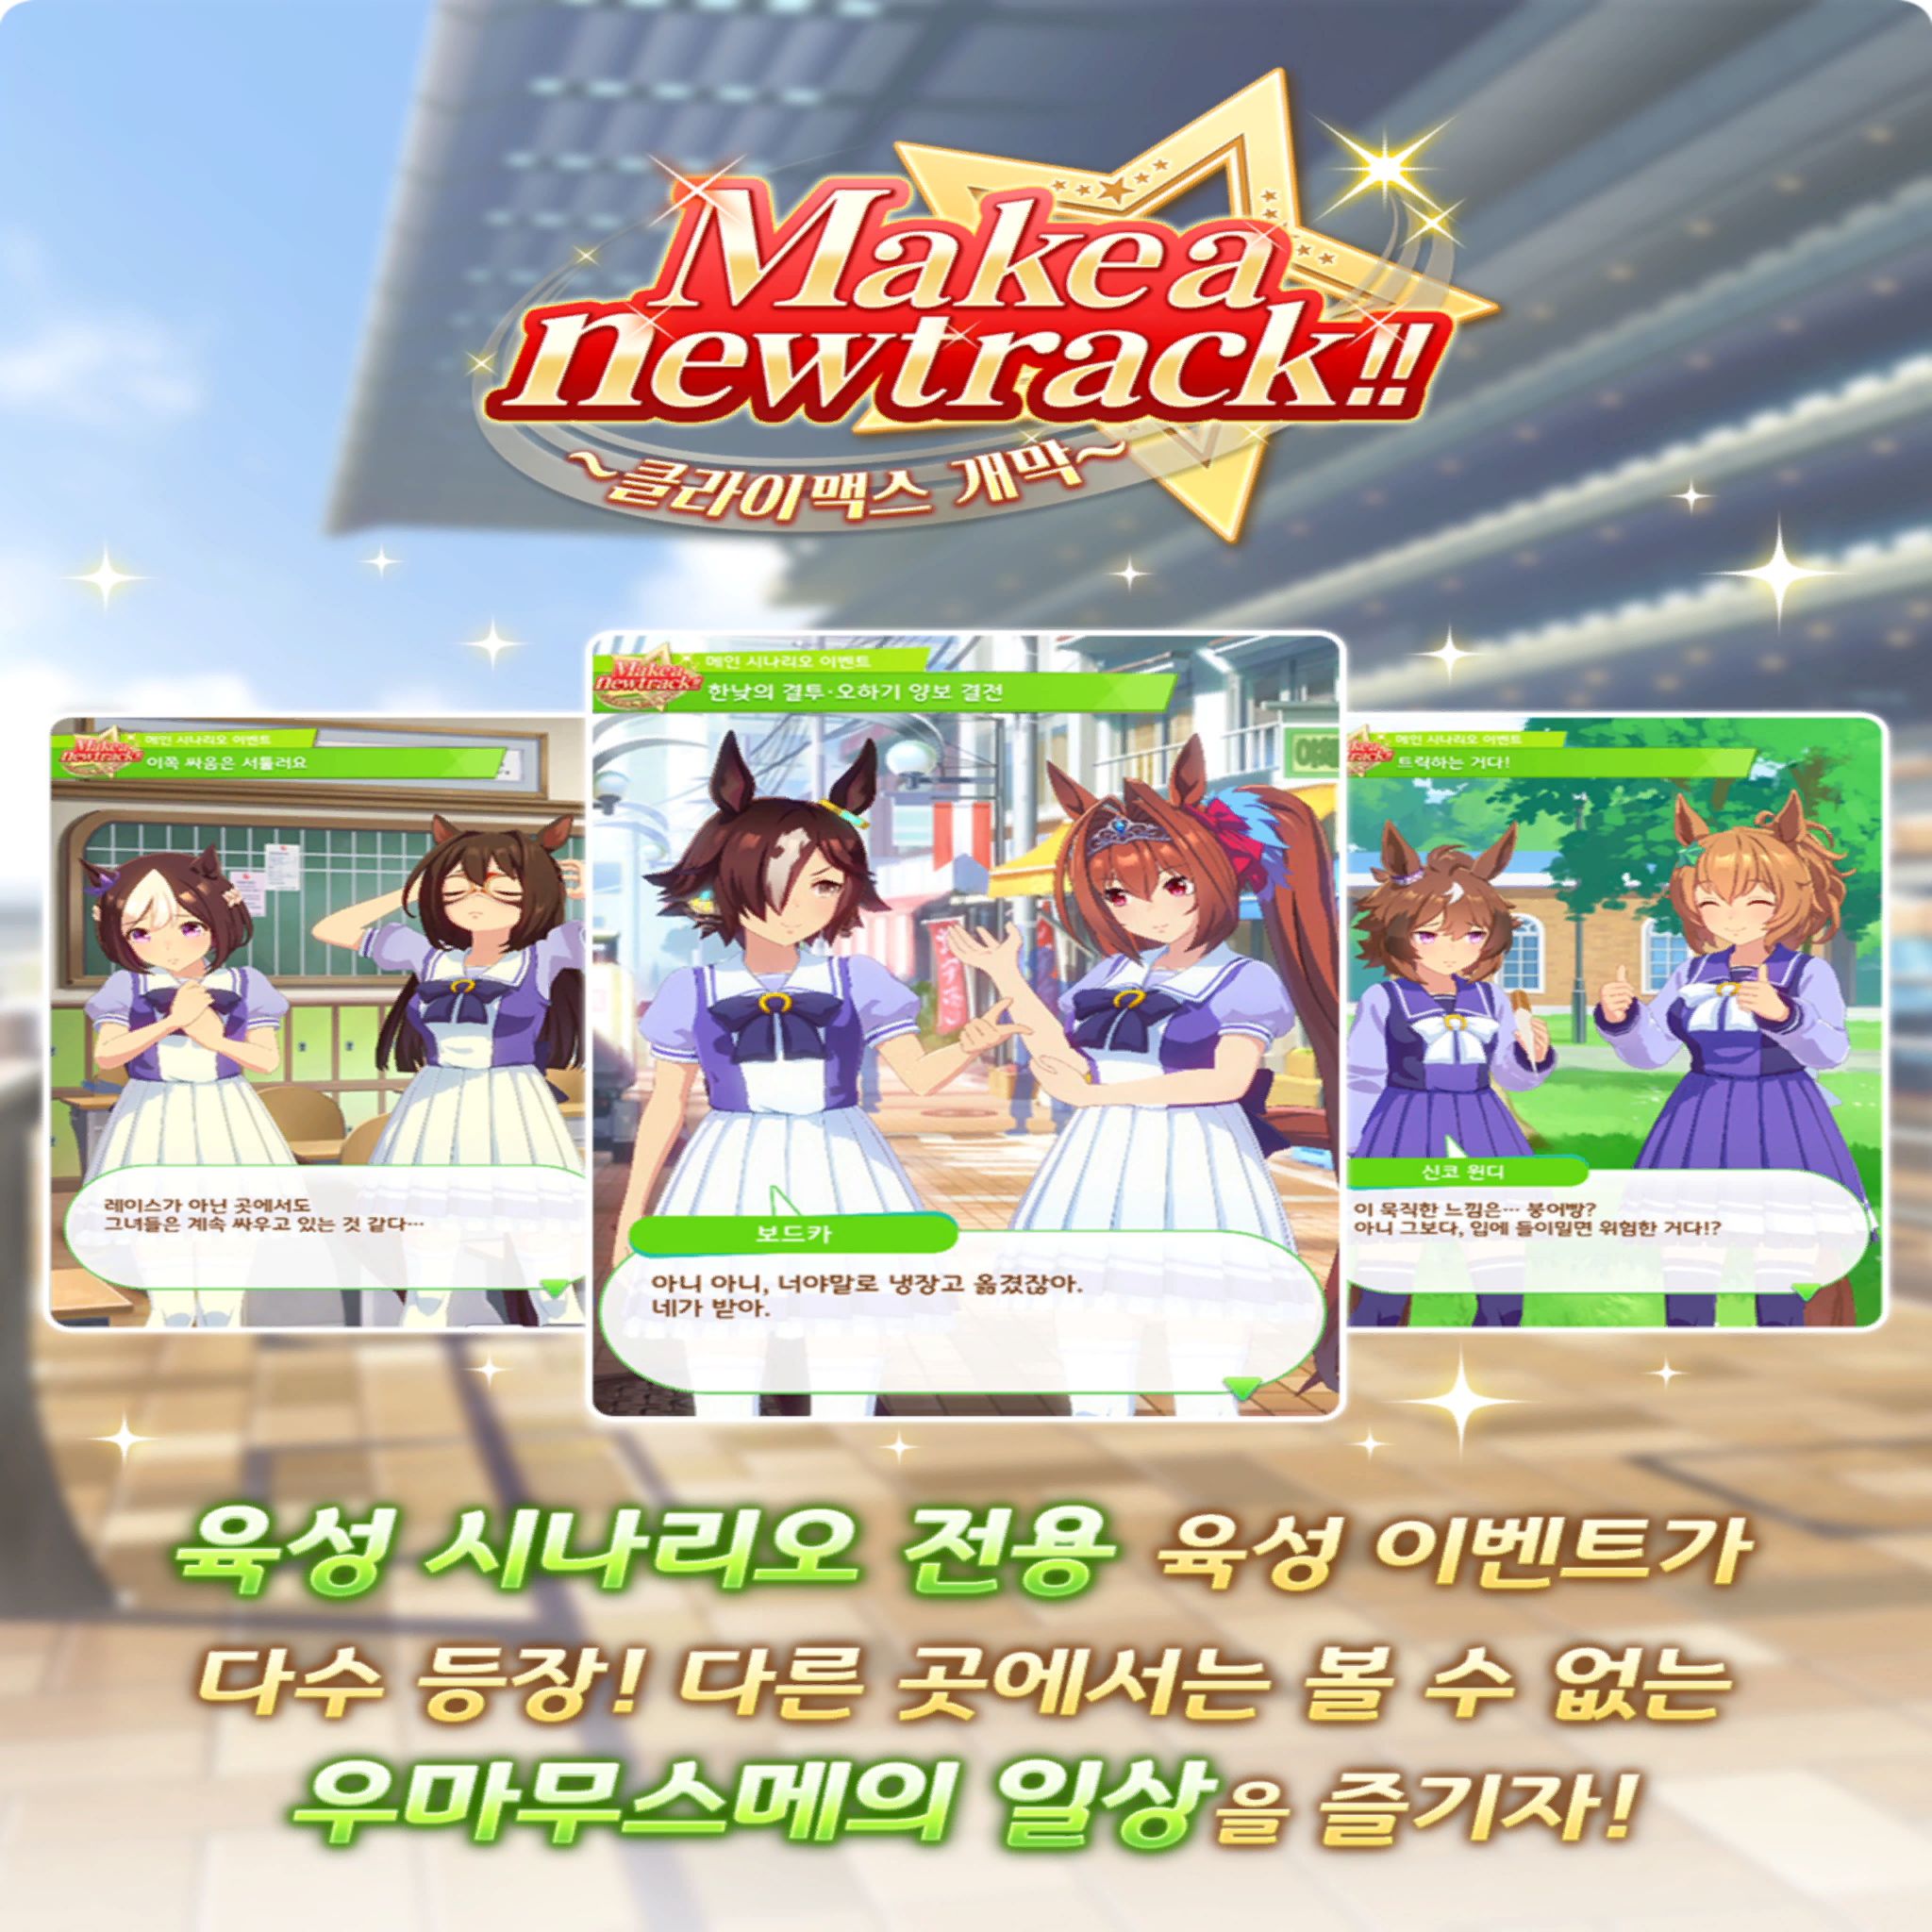 Make a
newtrack!!
~클라이맥스 개막~
Make a
newtrack!!
메인 시나리오 이벤트
이쪽 싸움은 서툴러요
레이스가 아닌 곳에서도
그녀들은 계속 싸우고 있는 것 같다…
Make a
newtrack!!
메인 시나리오 이벤트
한낮의 결투·오하기 양보 결전
보드카
아니 아니, 너야말로 냉장고 옮겼잖아.
네가 받아.
메인 시나리오 이벤트
트럭하는 거다!
신코 윈디
이 묵직한 느낌은… 붕어빵?
아니 그보다, 입에 들이밀면 위험한 거다!?
육성 시나리오 전용 육성 이벤트가
다수 등장! 다른 곳에서는 볼 수 없는
우마무스메의 일상을 즐기자!